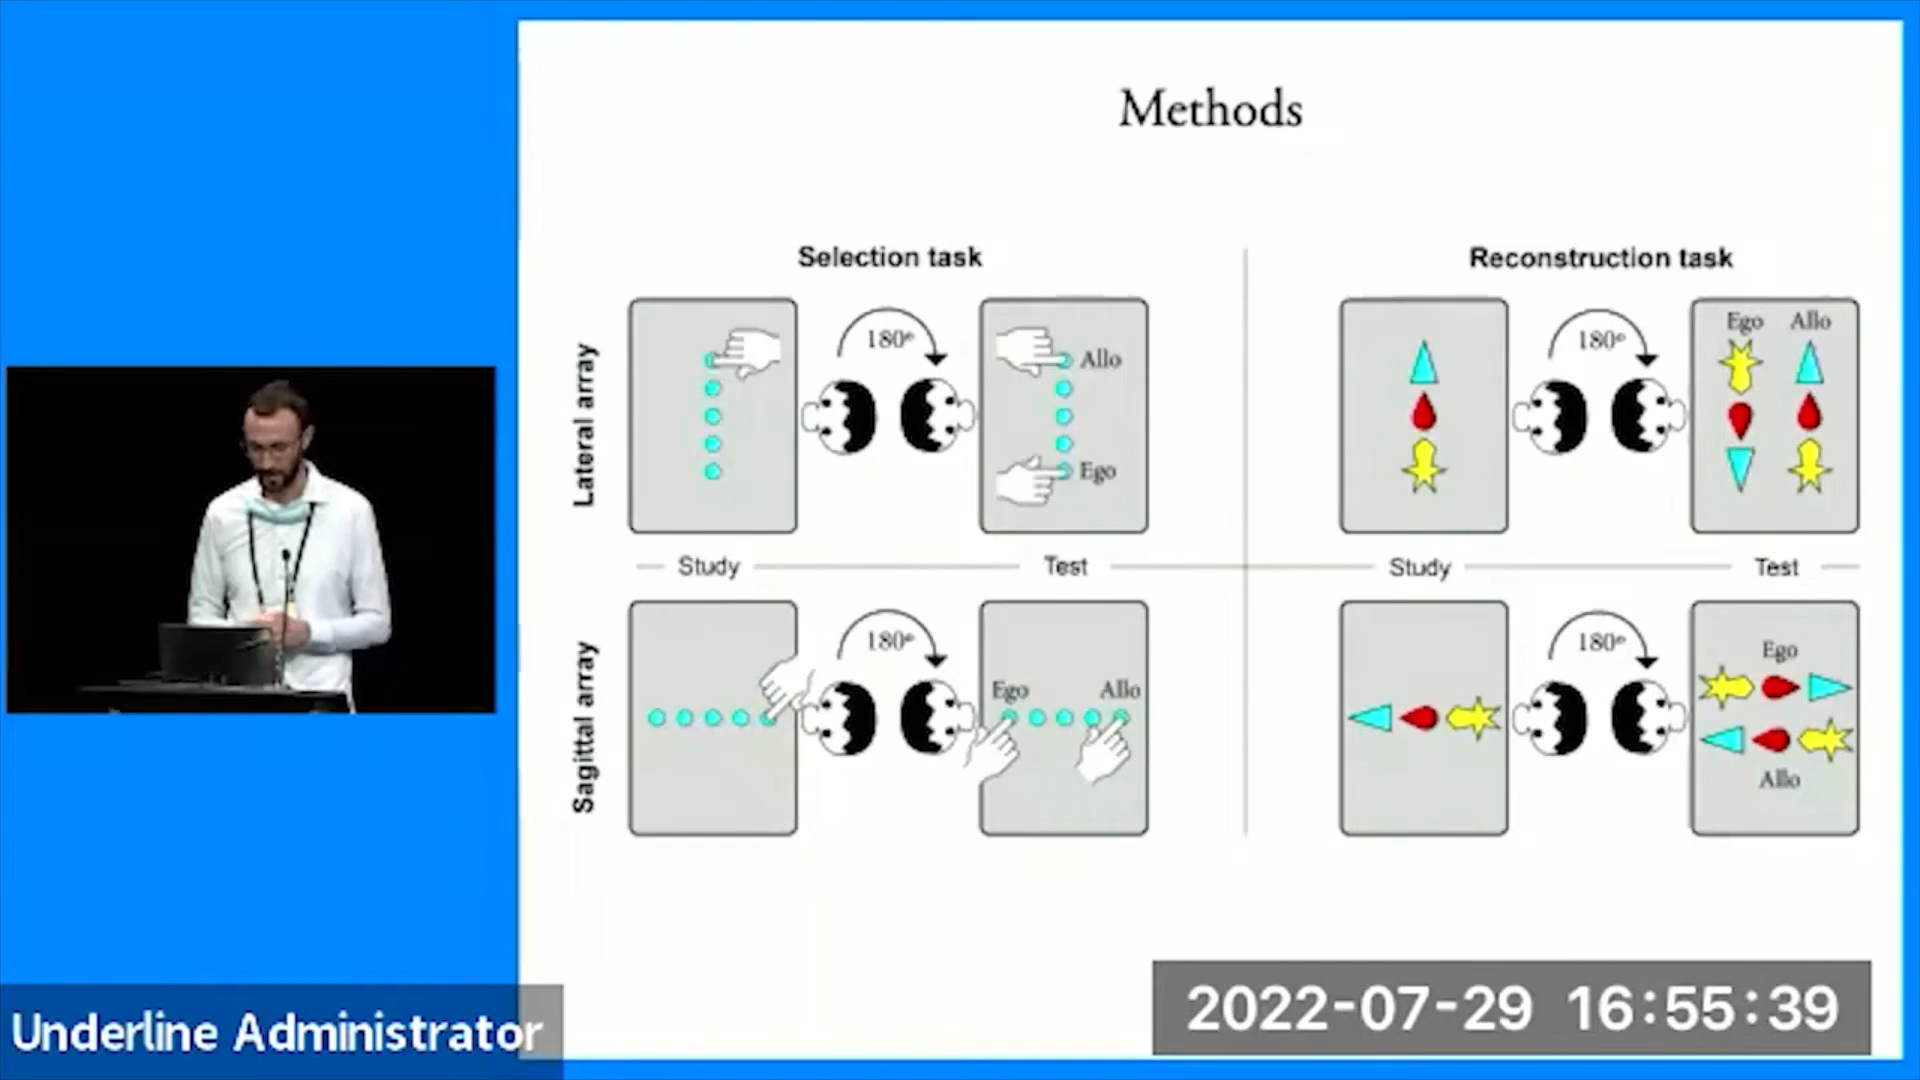 Methods
Selection task
Reconstruction task
Lateral array
180º
Allo
Ego
180º
Ego Allo
Study
Test
Study
Test
Sagittal array
180º
Ego
Allo
180º
Ego
Allo
2022-07-29 16:55:39
Underline Administrator